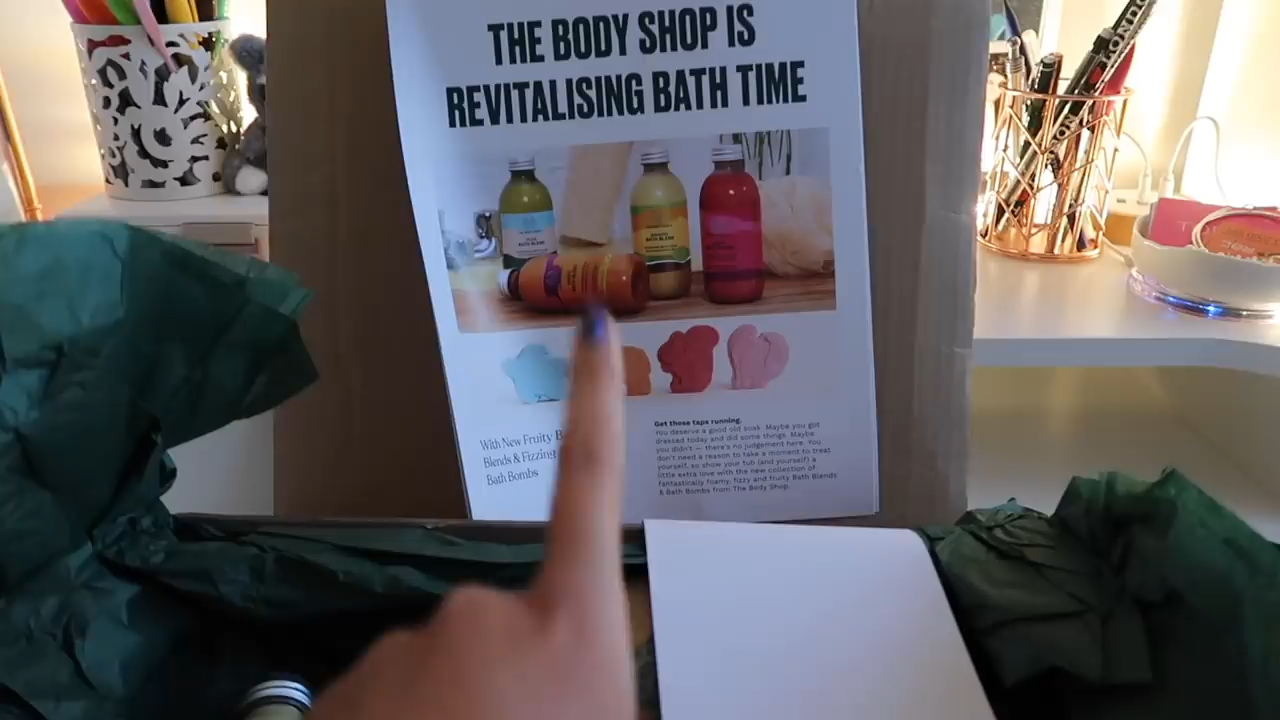 THE BODY SHOP IS
REVITALISING BATH TIME
BATH BLEND
BATH BLEND
With New Fruity B
Blends & Fizzing
Bath Bombs
Get those taps running.
You deserve a good old soak. Maybe you got
dressed today and did some things. Maybe
you didn't — there's no judgement here. You
don't need a reason to take a moment to treat
yourself, so show your tub (and yourself) a
little extra love with the new collection of
fantastically foamy, fizzy and fruity Bath Blends
& Bath Bombs from The Body Shop.